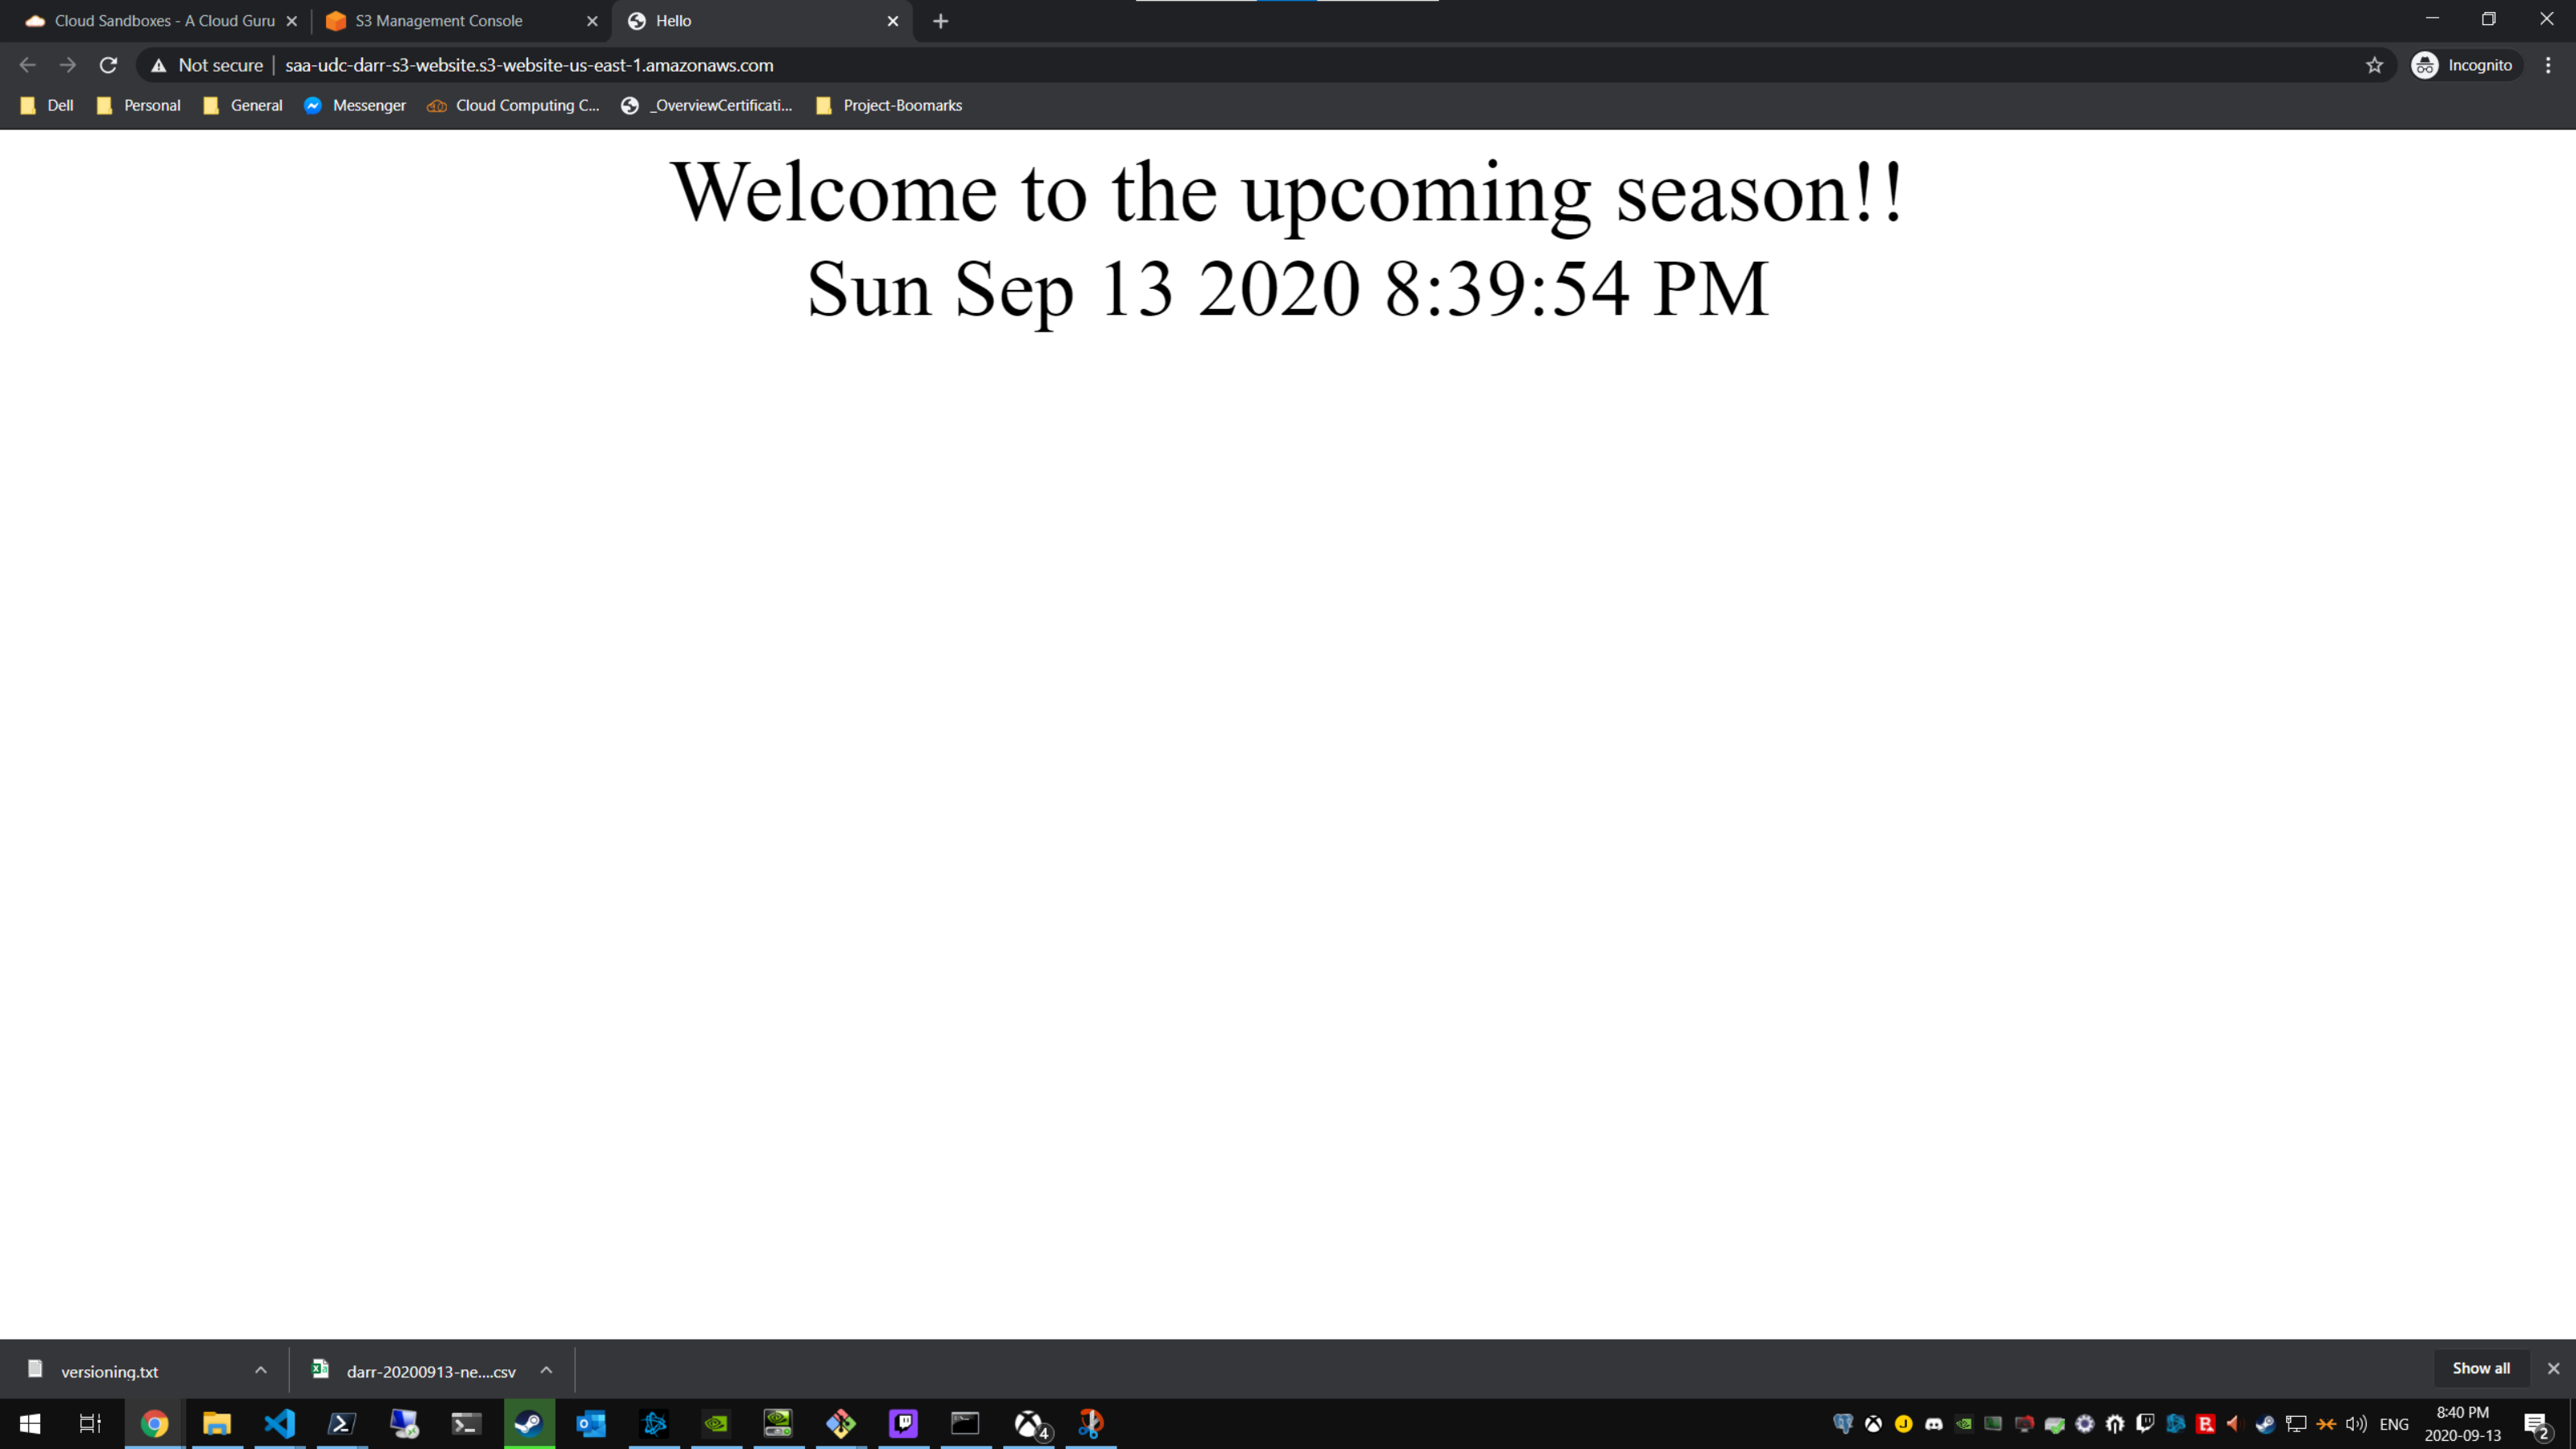 Cloud Sandboxes - A Cloud Guru
S3 Management Console
Hello
Not secure
saa-udc-darr-s3-website.s3-website-us-east-1.amazonaws.com
Incognito
Dell
Personal
General
Messenger
Cloud Computing C...
_OverviewCertificati...
Project-Boomarks
Welcome to the upcoming season!!
Sun Sep 13 2020 8:39:54 PM
versioning.txt
darr-20200913-ne....csv
Show all
4
ENG
8:40 PM
2020-09-13
2